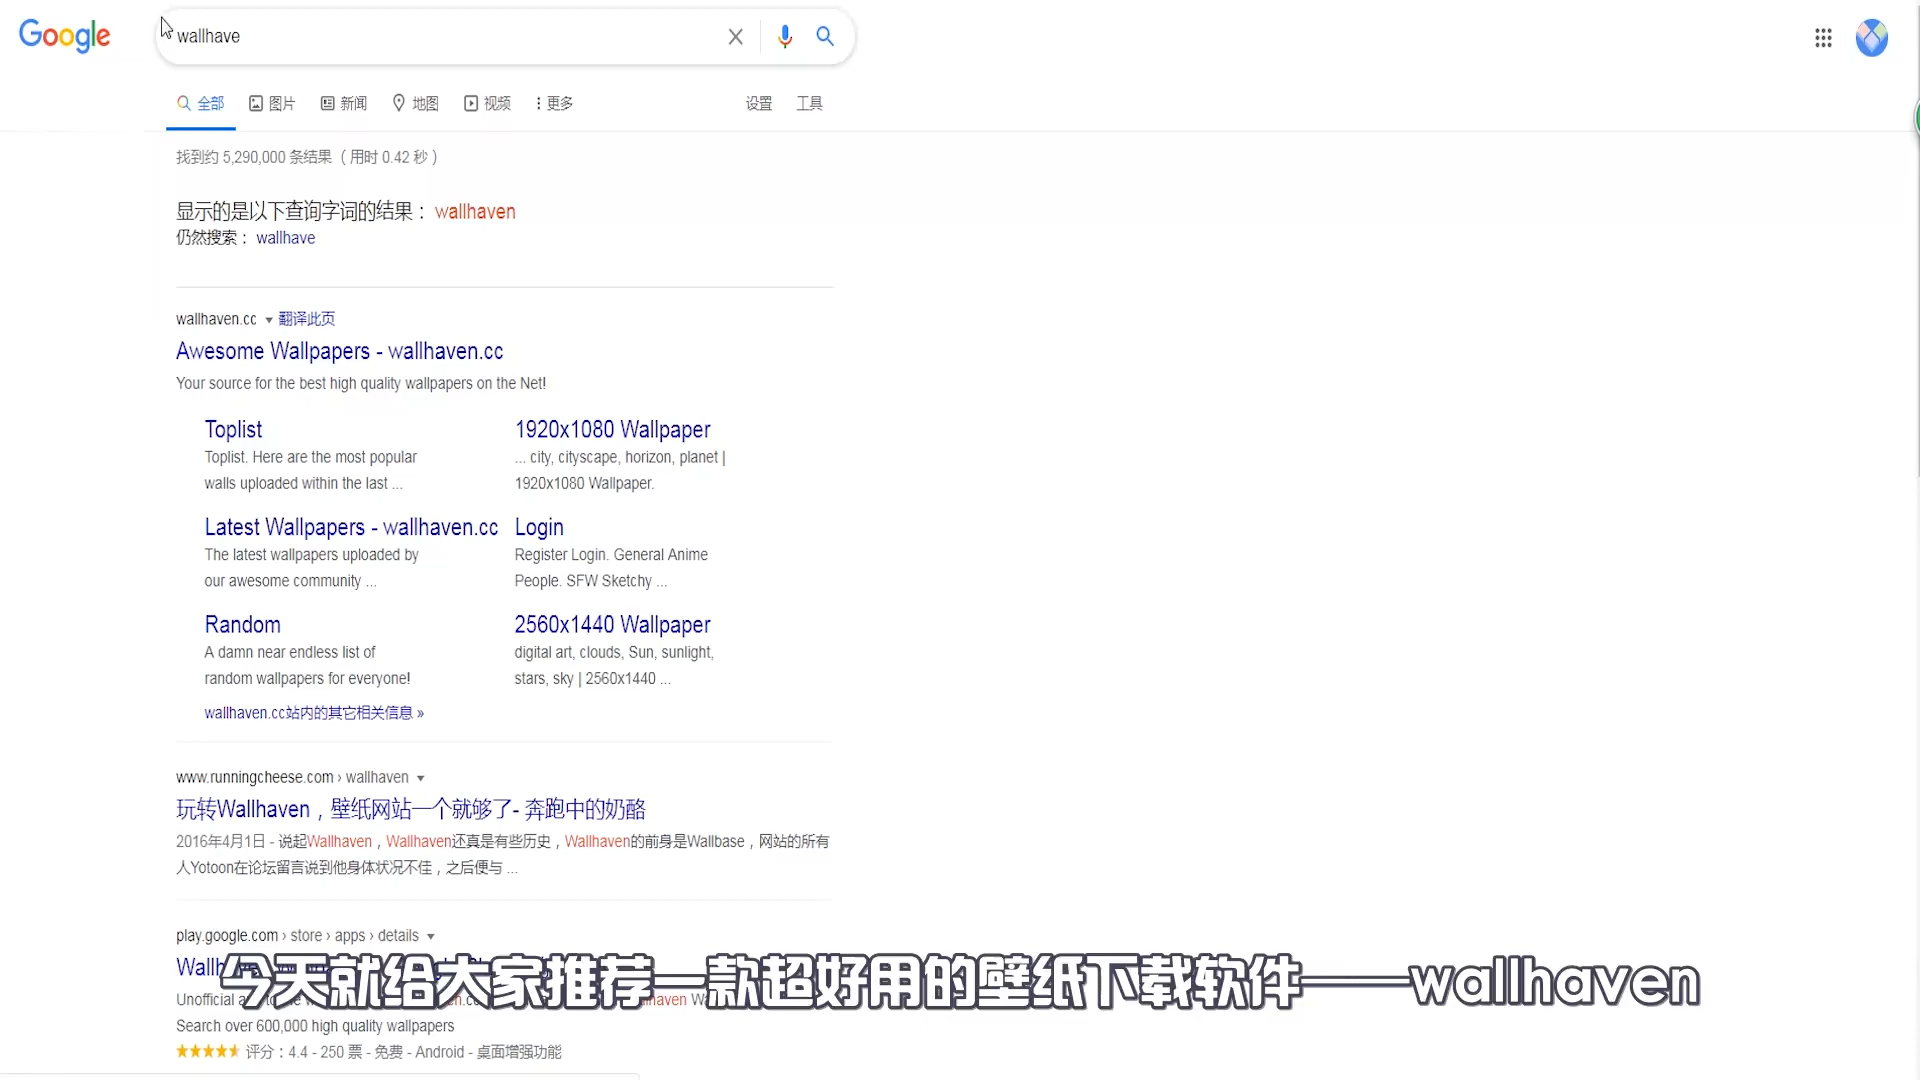 Google
wallhave
全部 图片 新闻 地图 视频 更多 设置 工具
找到约 5,290,000 条结果（用时 0.42 秒）
显示的是以下查询字词的结果： wallhaven
仍然搜索： wallhave
wallhaven.cc 翻译此页
Awesome Wallpapers - wallhaven.cc
Your source for the best high quality wallpapers on the Net!
Toplist
Toplist. Here are the most popular
walls uploaded within the last ...
1920x1080 Wallpaper
... city, cityscape, horizon, planet |
1920x1080 Wallpaper.
Latest Wallpapers - wallhaven.cc
The latest wallpapers uploaded by
our awesome community ...
Login
Register Login. General Anime
People. SFW Sketchy ...
Random
A damn near endless list of
random wallpapers for everyone!
2560x1440 Wallpaper
digital art, clouds, Sun, sunlight,
stars, sky | 2560x1440 ...
wallhaven.cc站内的其它相关信息 »
www.runningcheese.com › wallhaven
玩转Wallhaven，壁纸网站一个就够了- 奔跑中的奶酪
2016年4月1日 - 说起Wallhaven，Wallhaven还真是有些历史，Wallhaven的前身是Wallbase，网站的所有
人Yotoon在论坛留言说到他身体状况不佳，之后便与 ...
play.google.com › store › apps › details
今天就给大家推荐一款超好用的壁纸下载软件——wallhaven
Unofficial
Search over 600,000 high quality wallpapers
评分：4.4 - 250 票 - 免费 - Android - 桌面增强功能